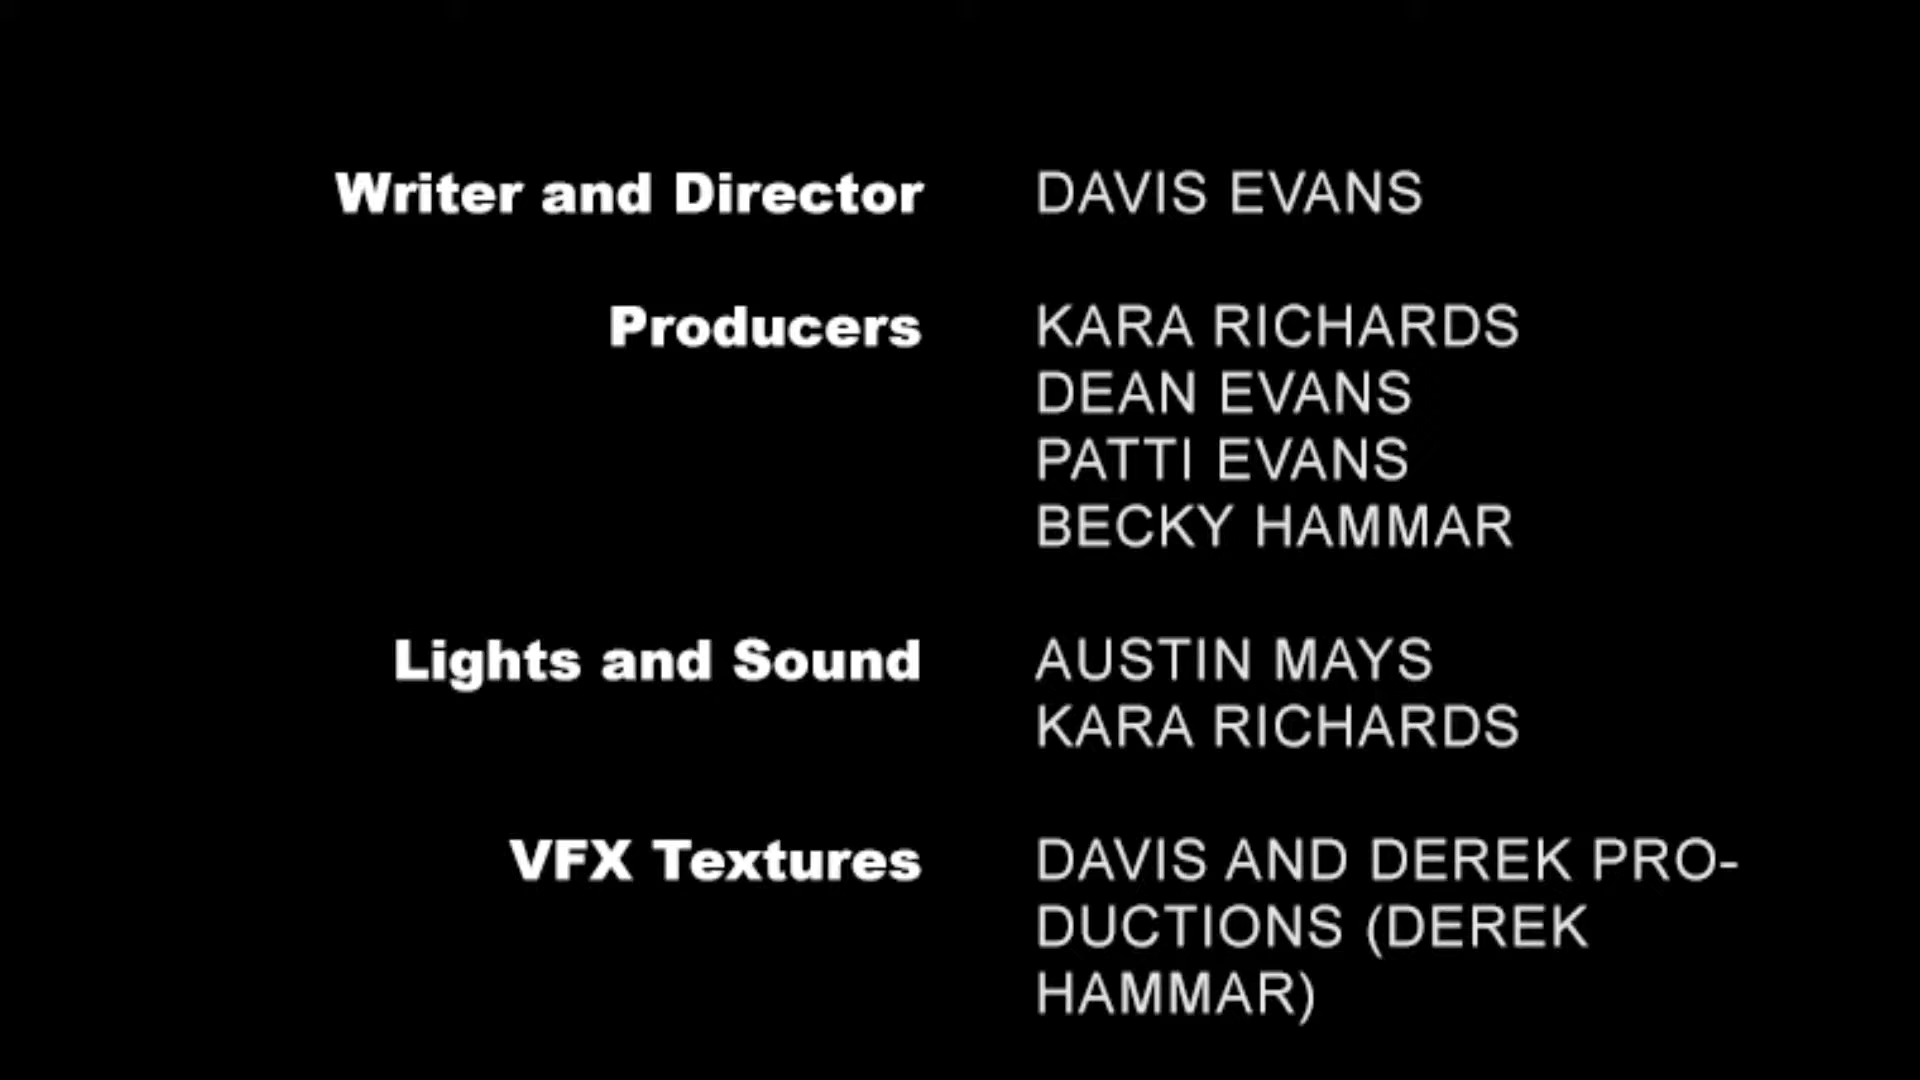 Writer and Director DAVIS EVANS
Producers KARA RICHARDS
DEAN EVANS
PATTI EVANS
BECKY HAMMAR
Lights and Sound AUSTIN MAYS
KARA RICHARDS
VFX Textures DAVIS AND DEREK PRO-
DUCTIONS (DEREK
HAMMAR)